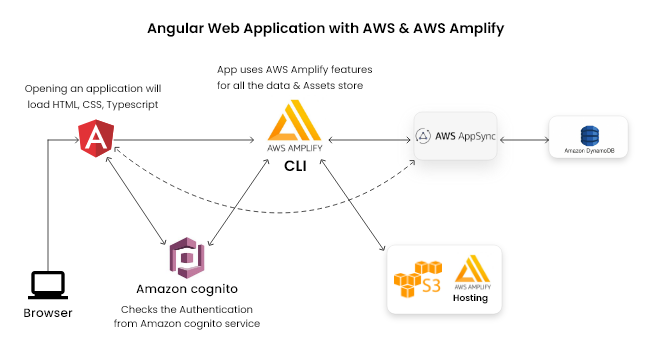 Angular Web Application with AWS & AWS Amplify
App uses AWS Amplify features
for all the data & Assets store
Opening an application will
load HTML, CSS, Typescript
A
AWS AMPLIFY
CLI
AWS AppSync
Amazon DynamoDB
Amazon cognito
Checks the Authentication
from Amazon cognito service
S3
AWS AMPLIFY
Hosting
Browser